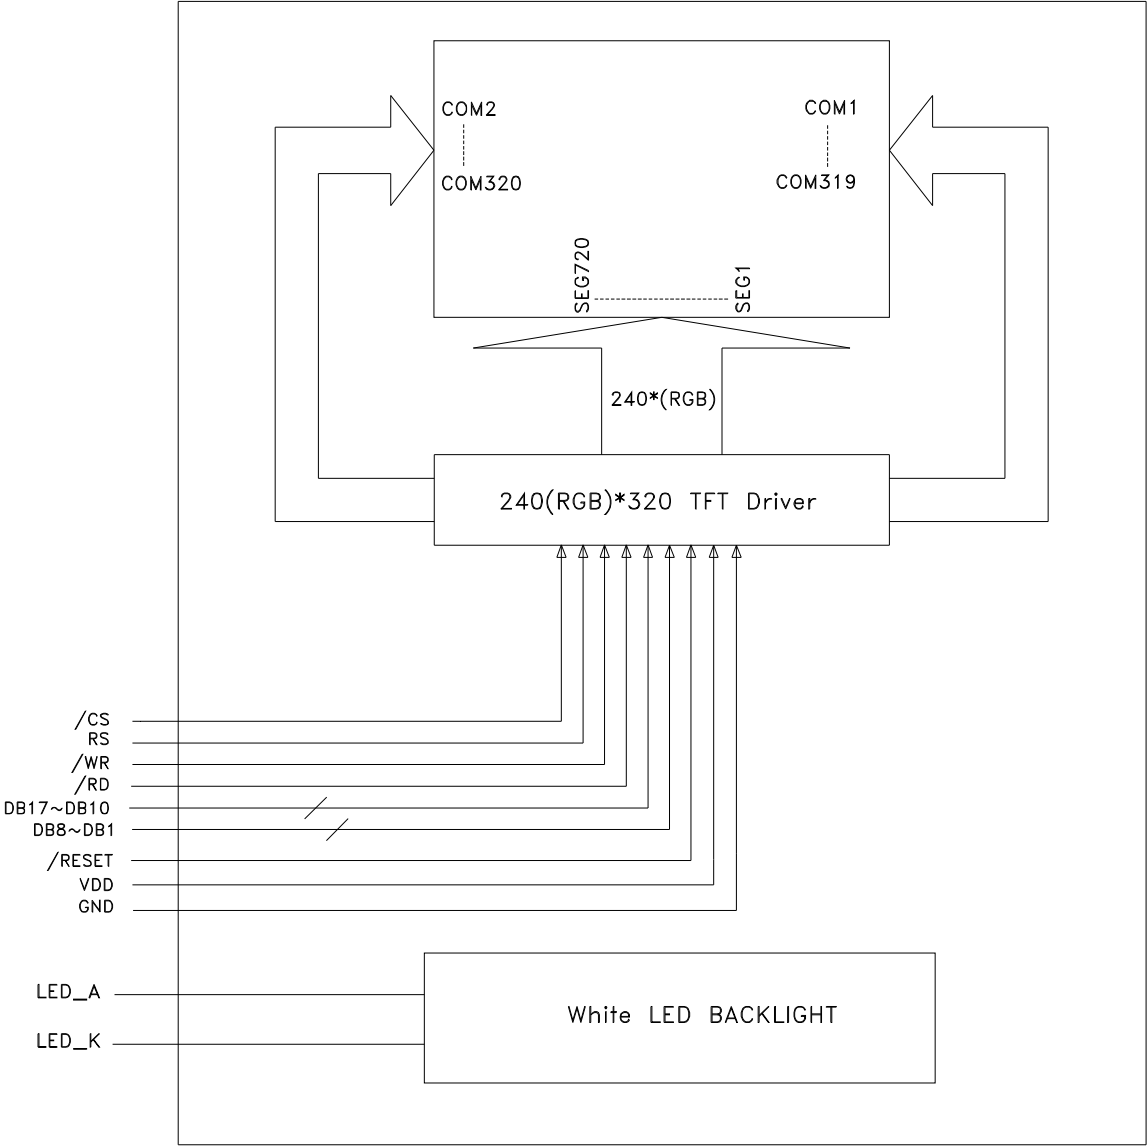 COM2
COM1
COM320
COM319
SEG720
SEG1
240*(RGB)
240(RGB)*320 TFT Driver
/CS
RS
/WR
/RD
DB17~DB10
DB8~DB1
/RESET
VDD
GND
LED_A
White LED BACKLIGHT
LED_K